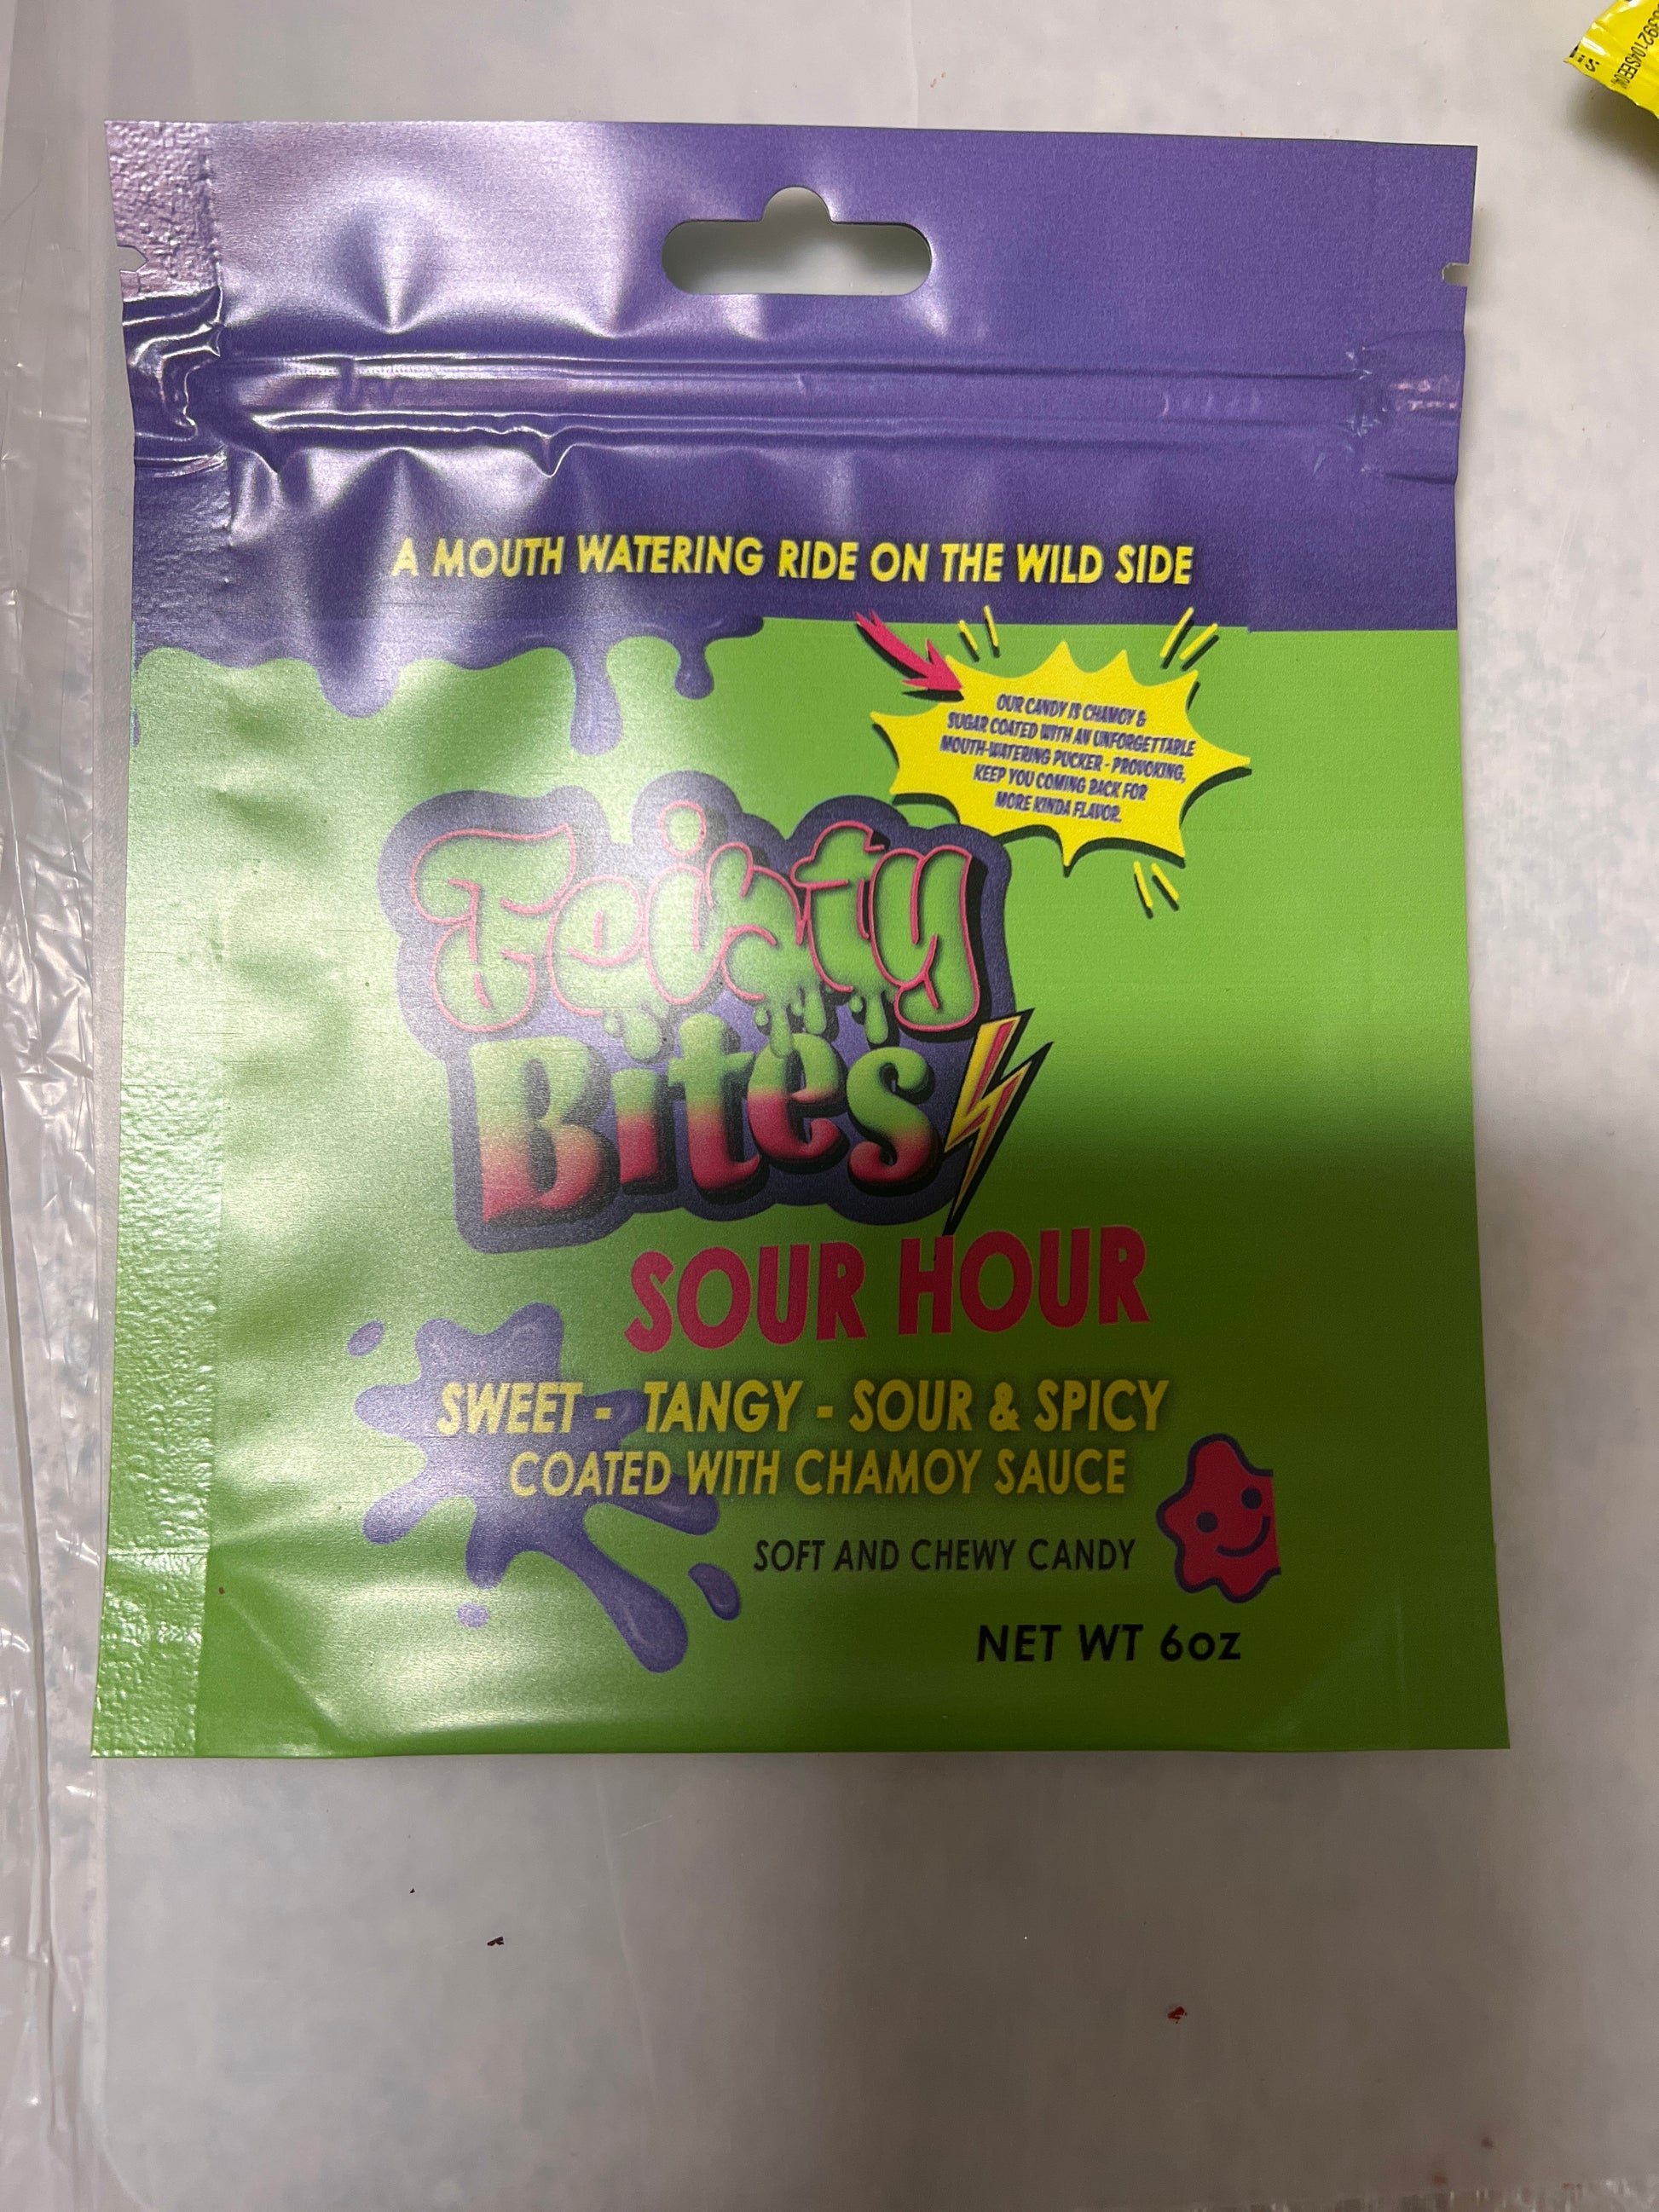 A MOUTH WATERING RIDE ON THE WILD SIDE
OUR CANDY IS CHAMOY &
SUGAR COATED WITH AN UNFORGETTABLE
MOUTH-WATERING PUCKER - PROVOKING,
KEEP YOU COMING BACK FOR
MORE KINDA FLAVOR.
Feisty
Bites
SOUR HOUR
SWEET - TANGY - SOUR & SPICY
COATED WITH CHAMOY SAUCE
SOFT AND CHEWY CANDY
NET WT 6oz